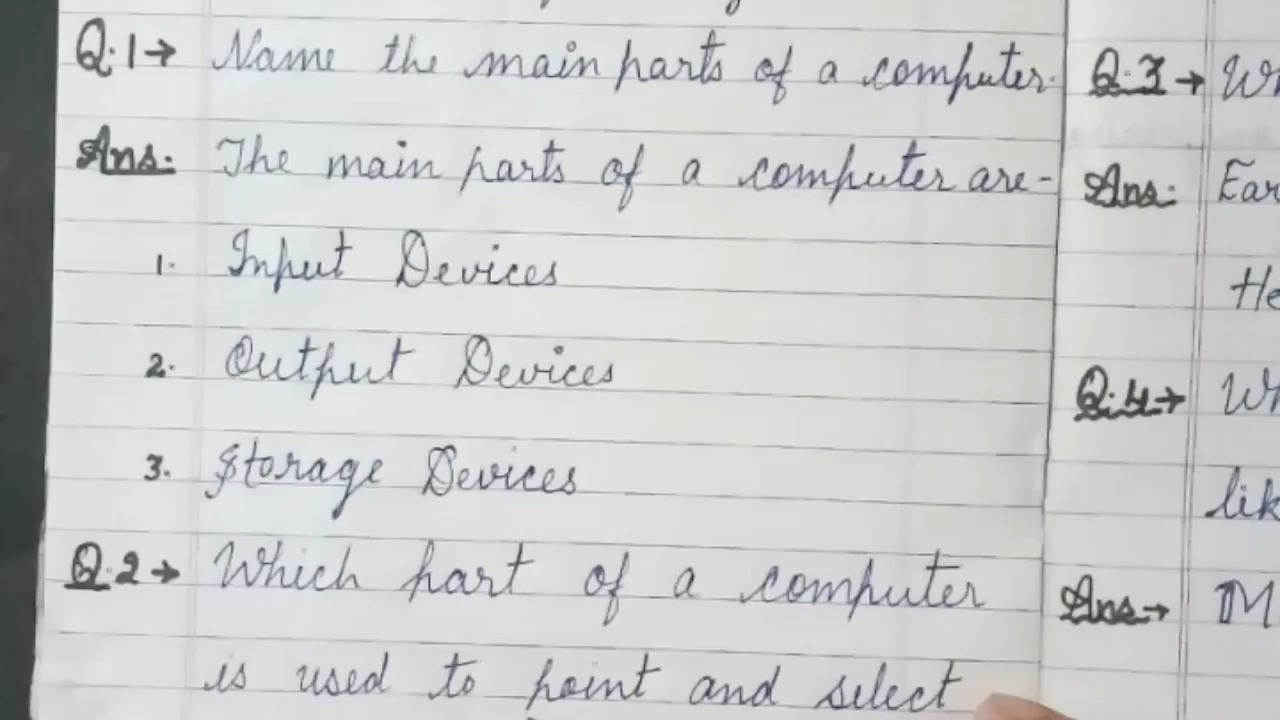 Q.1→ Name the main parts of a computer.
Ans. The main parts of a computer are-
1. Input Devices
2. Output Devices
3. Storage Devices
Q.2→ Which part of a computer
is used to point and select
Q.3→
Ans.
Q.4→
Ans→